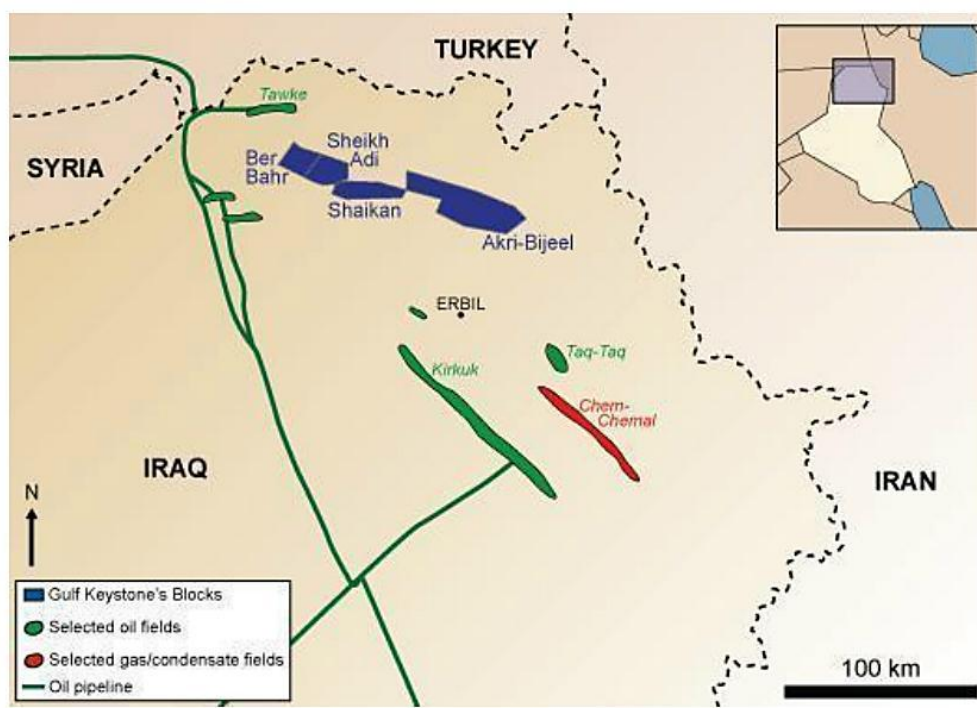 TURKEY
Tawke
Sheikh
Adi
Ber
Bahr
SYRIA
Shaikan
Akri-Bijeel
ERBIL
Taq-Taq
Kirkuk
Chem-
Chemal
IRAQ
IRAN
N
Gulf Keystone's Blocks
Selected oil fields
Selected gas/condensate fields
Oil pipeline
100 km